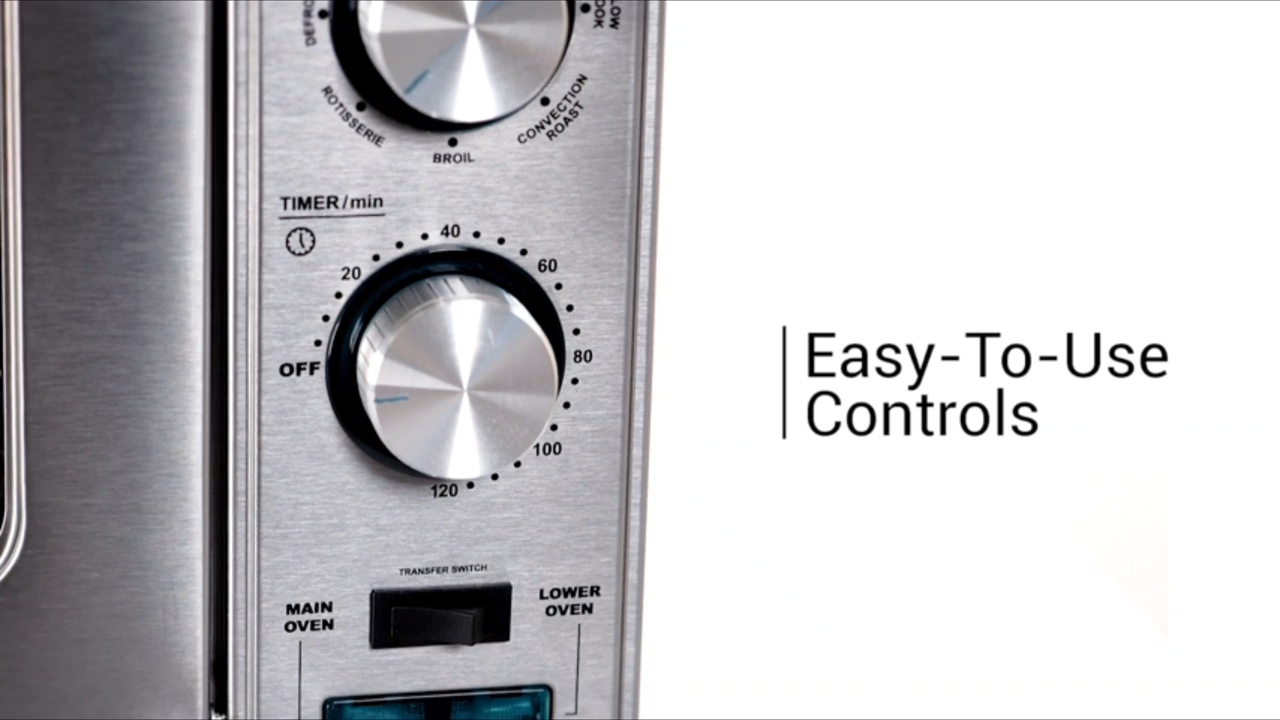 ROTISSERIE
BROIL
CONVECTION
ROAST
TIMER/min
20
40
60
80
100
120
OFF
TRANSFER SWITCH
MAIN
OVEN
LOWER
OVEN
Easy-To-Use
Controls